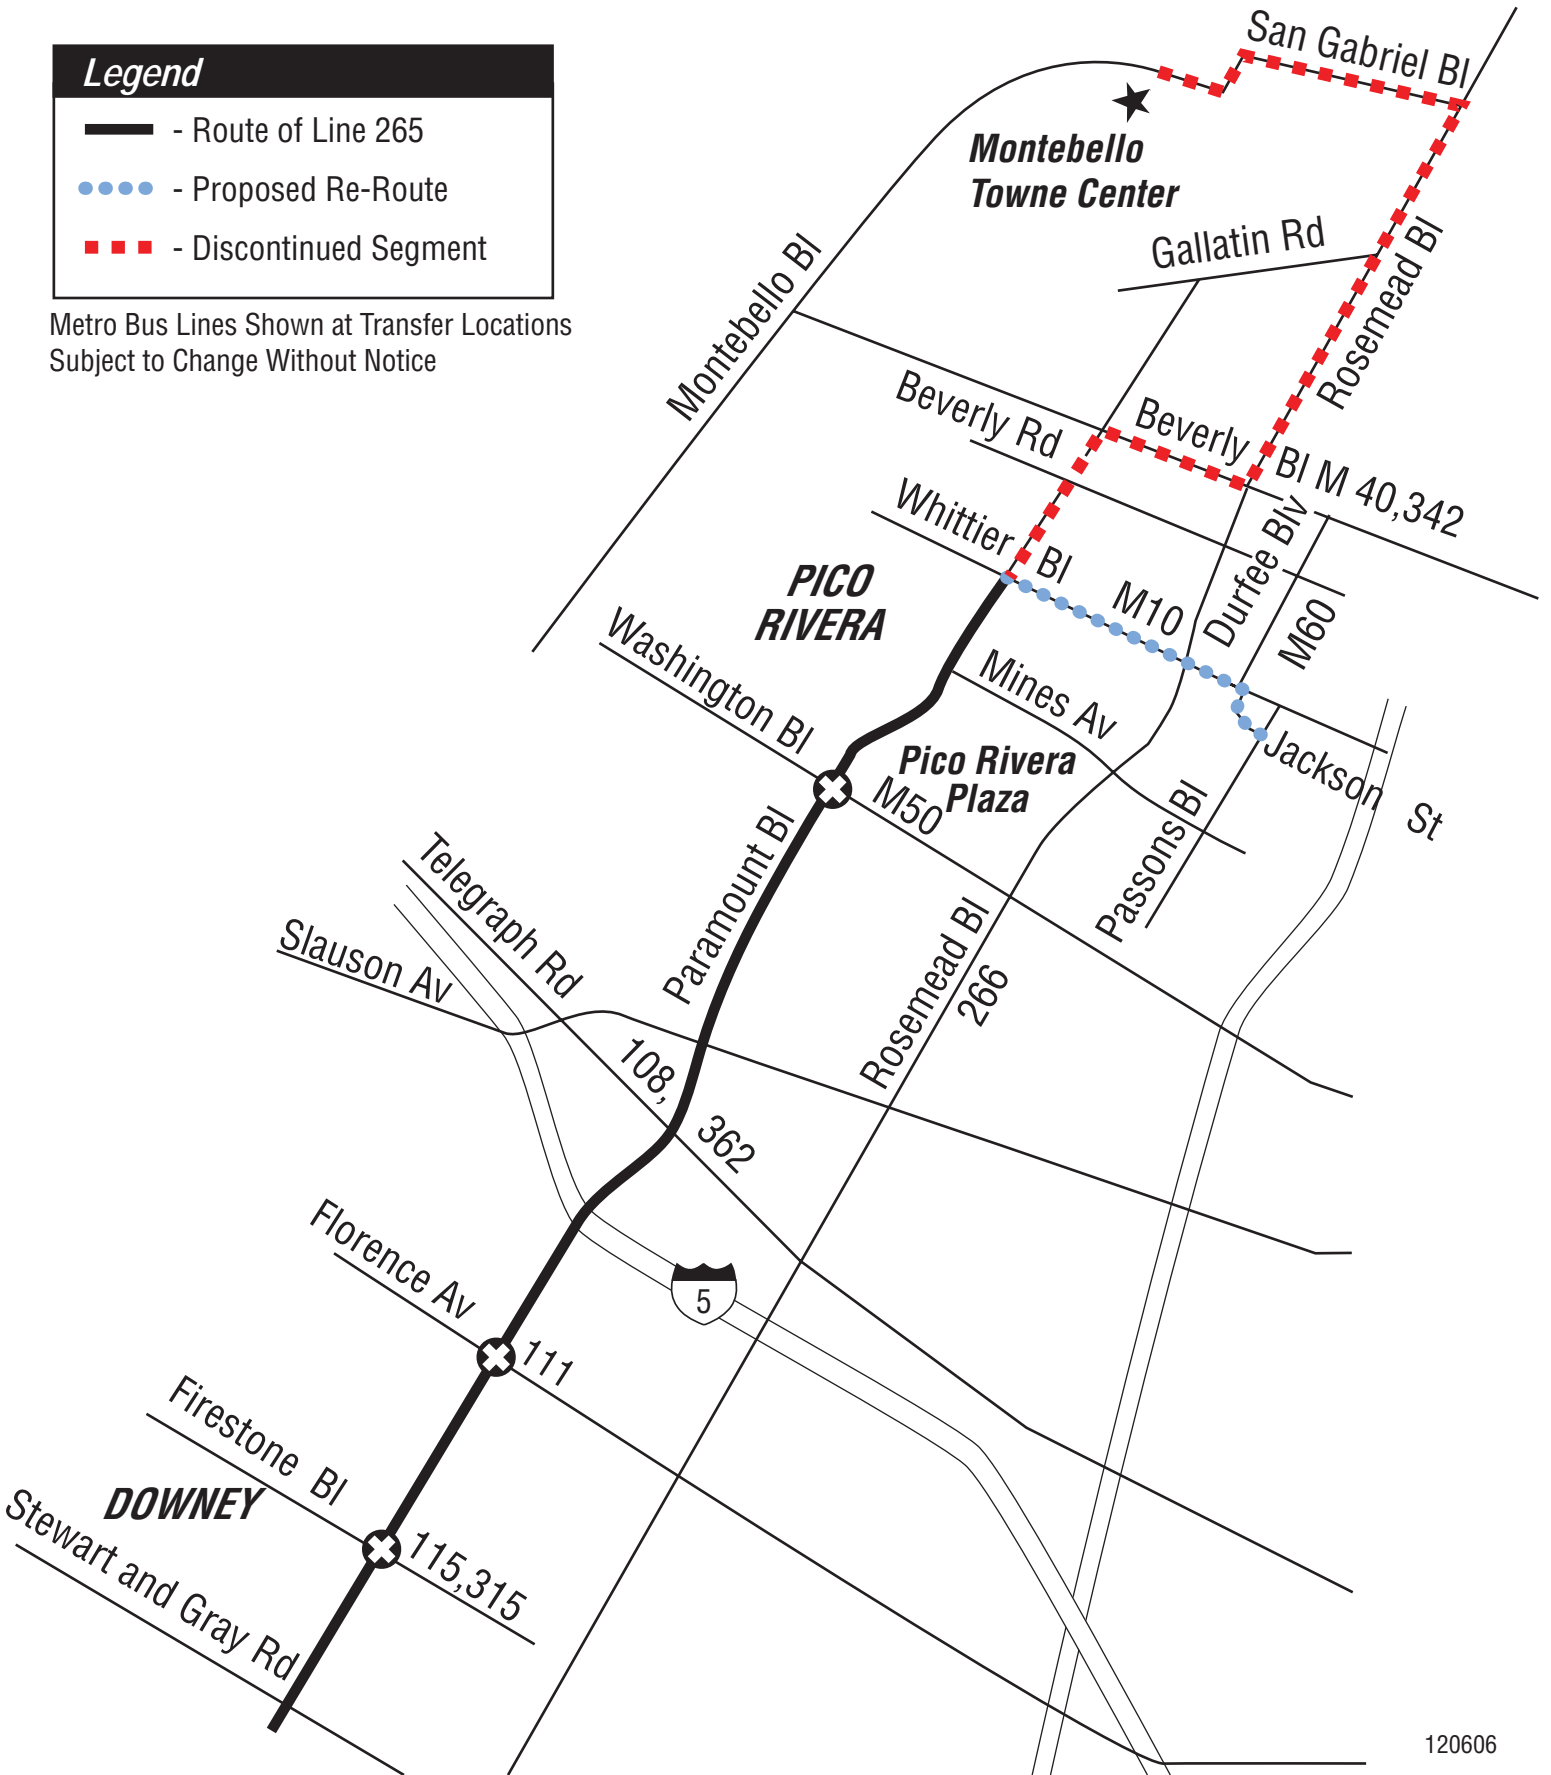 Legend
- Route of Line 265
- Proposed Re-Route
- Discontinued Segment
Metro Bus Lines Shown at Transfer Locations
Subject to Change Without Notice
San Gabriel Bl
Montebello
Towne Center
Gallatin Rd
Rosemead Bl
Montebello Bl
Beverly Rd
Beverly Bl M 40,342
Whittier Bl M10
Durfee Blv
M60
PICO
RIVERA
Washington Bl
Mines Av
Pico Rivera
Plaza
M50
Jackson St
Passons Bl
Paramount Bl
Telegraph Rd
Slauson Av
Rosemead Bl
266
108,
362
Florence Av
5
111
Firestone Bl
DOWNEY
115,315
Stewart and Gray Rd
120606